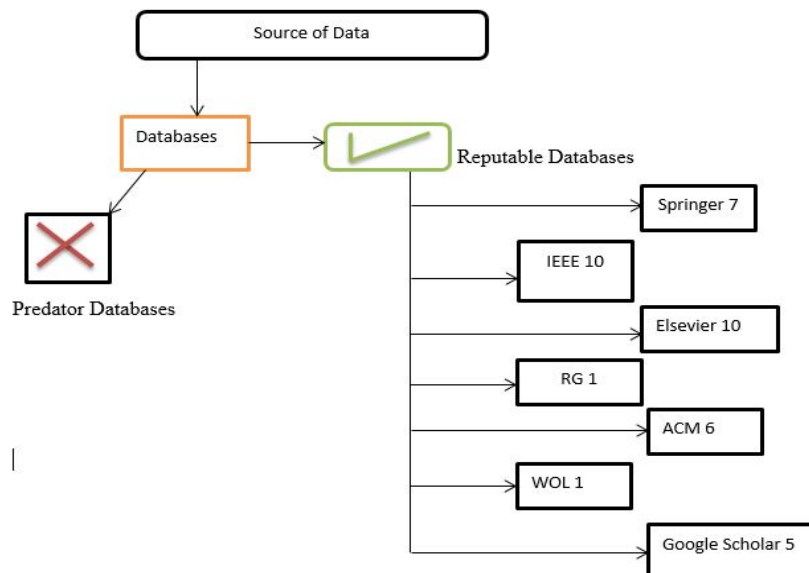 Source of Data
Databases
Reputable Databases
Springer 7
IEEE 10
Predator Databases
Elsevier 10
RG 1
ACM 6
WOL 1
Google Scholar 5